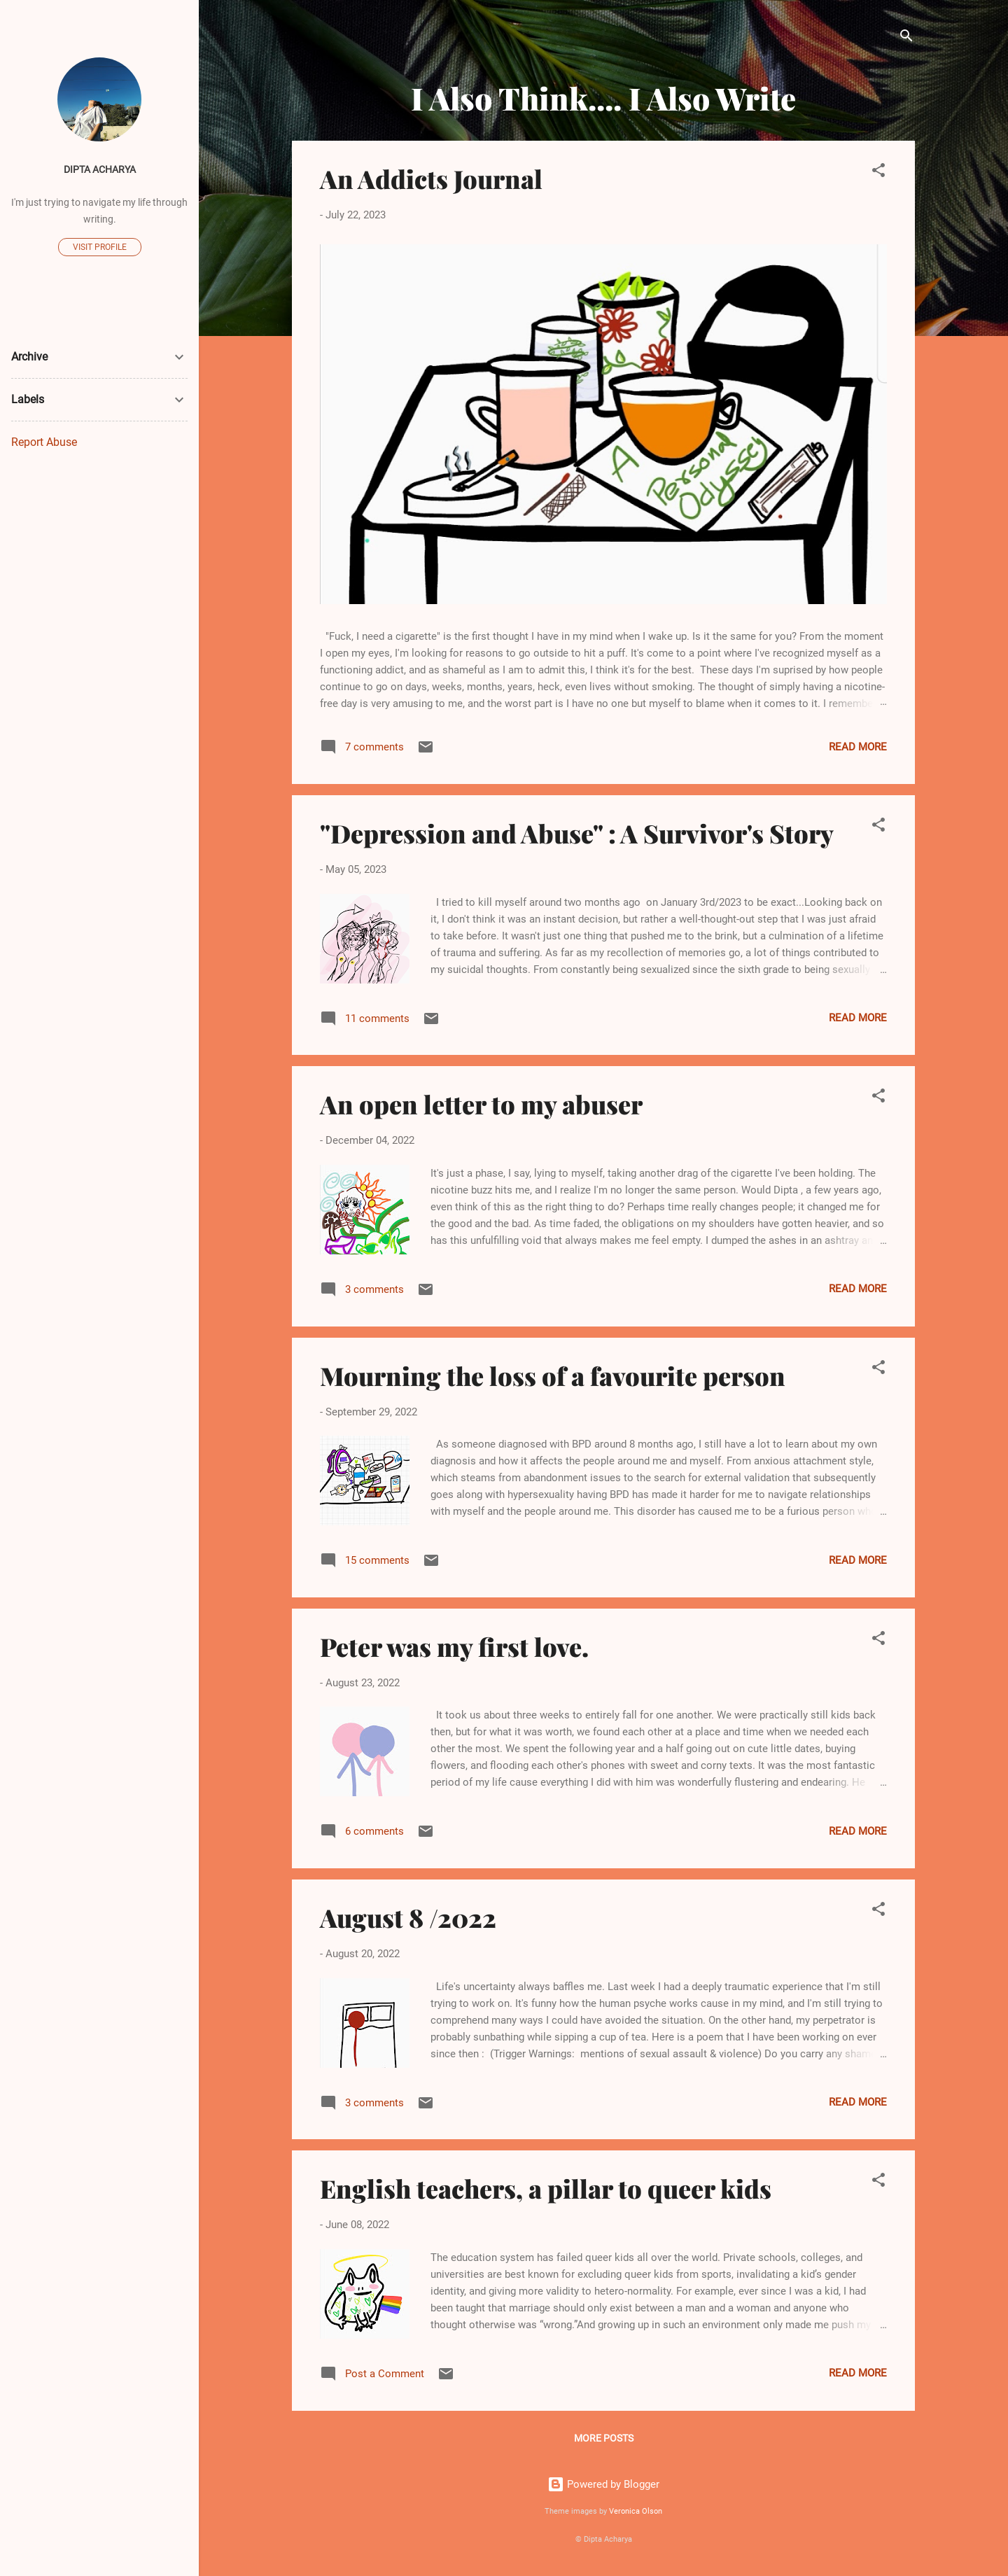 DIPTA ACHARYA
I'm just trying to navigate my life through
writing.
VISIT PROFILE
Archive
Labels
Report Abuse
I Also Think.... I Also Write
An Addicts Journal
- July 22, 2023
A Personal Odyssey
"Fuck, I need a cigarette" is the first thought I have in my mind when I wake up. Is it the same for you? From the moment
I open my eyes, I'm looking for reasons to go outside to hit a puff. It's come to a point where I've recognized myself as a
functioning addict, and as shameful as I am to admit this, I think it's for the best.  These days I'm suprised by how people
continue to go on days, weeks, months, years, heck, even lives without smoking. The thought of simply having a nicotine-
free day is very amusing to me, and the worst part is I have no one but myself to blame when it comes to it. I remember ...
7 comments
READ MORE
"Depression and Abuse" : A Survivor's Story
- May 05, 2023
I tried to kill myself around two months ago  on January 3rd/2023 to be exact...Looking back on
it, I don't think it was an instant decision, but rather a well-thought-out step that I was just afraid
to take before. It wasn't just one thing that pushed me to the brink, but a culmination of a lifetime
of trauma and suffering. As far as my recollection of memories go, a lot of things contributed to
my suicidal thoughts. From constantly being sexualized since the sixth grade to being sexually ...
11 comments
READ MORE
An open letter to my abuser
- December 04, 2022
It's just a phase, I say, lying to myself, taking another drag of the cigarette I've been holding. The
nicotine buzz hits me, and I realize I'm no longer the same person. Would Dipta , a few years ago,
even think of this as the right thing to do? Perhaps time really changes people; it changed me for
the good and the bad. As time faded, the obligations on my shoulders have gotten heavier, and so
has this unfulfilling void that always makes me feel empty. I dumped the ashes in an ashtray ...
3 comments
READ MORE
Mourning the loss of a favourite person
- September 29, 2022
As someone diagnosed with BPD around 8 months ago, I still have a lot to learn about my own
diagnosis and how it affects the people around me and myself. From anxious attachment style,
which steams from abandonment issues to the search for external validation that subsequently
goes along with hypersexuality having BPD has made it harder for me to navigate relationships
with myself and the people around me. This disorder has caused me to be a furious person ...
15 comments
READ MORE
Peter was my first love.
- August 23, 2022
It took us about three weeks to entirely fall for one another. We were practically still kids back
then, but for what it was worth, we found each other at a place and time when we needed each
other the most. We spent the following year and a half going out on cute little dates, buying
flowers, and flooding each other's phones with sweet and corny texts. It was the most fantastic
period of my life cause everything I did with him was wonderfully flustering and endearing. He ...
6 comments
READ MORE
August 8 /2022
- August 20, 2022
Life's uncertainty always baffles me. Last week I had a deeply traumatic experience that I'm still
trying to work on. It's funny how the human psyche works cause in my mind, and I'm still trying to
comprehend many ways I could have avoided the situation. On the other hand, my perpetrator is
probably sunbathing while sipping a cup of tea. Here is a poem that I have been working on ever
since then :  (Trigger Warnings:  mentions of sexual assault & violence) Do you carry any shame ...
3 comments
READ MORE
English teachers, a pillar to queer kids
- June 08, 2022
The education system has failed queer kids all over the world. Private schools, colleges, and
universities are best known for excluding queer kids from sports, invalidating a kid’s gender
identity, and giving more validity to hetero-normality. For example, ever since I was a kid, I had
been taught that marriage should only exist between a man and a woman and anyone who
thought otherwise was “wrong.”And growing up in such an environment only made me push my ...
Post a Comment
READ MORE
MORE POSTS
Powered by Blogger
Theme images by Veronica Olson
© Dipta Acharya